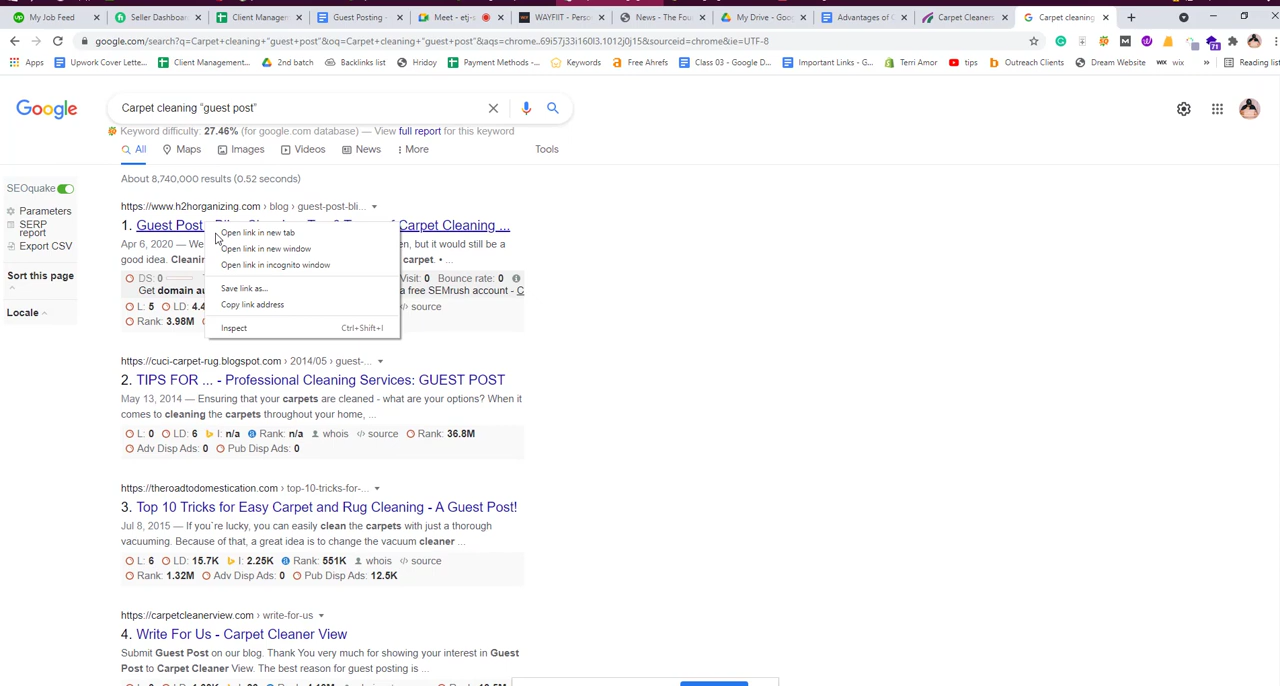 My Job Feed
Seller Dashboar
Client Managem
Guest Posting -
Meet - etj-s
WAYFIIT - Perso
News - The Fou
My Drive - Goo
Advantages of C
Carpet Cleaners
Carpet cleaning
google.com/search?q=Carpet+cleaning+"guest+post"&oq=Carpet+cleaning+"guest+post"&aqs=chrome..69i57j33i160l3.1012j0j15&sourceid=chrome&ie=UTF-8
Apps
Upwork Cover Lette...
Client Management...
2nd batch
Backlinks list
Hridoy
Payment Methods -...
Keywords
Free Ahrefs
Class 03 - Google D...
Important Links - G...
Terri Amor
tips
Outreach Clients
Dream Website
wix
Reading list
Google
Carpet cleaning "guest post"
Keyword difficulty: 27.46% (for google.com database) — View full report for this keyword
All
Maps
Images
Videos
News
More
Tools
About 8,740,000 results (0.52 seconds)
SEOquake
Parameters
SERP report
Export CSV
Sort this page
Locale
https://www.h2horganizing.com › blog › guest-post-bli...
1. Guest Post
Carpet Cleaning ...
Apr 6, 2020 — We
en, but it would still be a
good idea. Cleanin
carpet. • ...
DS: 0
Visit: 0 Bounce rate: 0
Get domain au
a free SEMrush account - C
L: 5 LD: 4.4
source
Rank: 3.98M
Open link in new tab
Open link in new window
Open link in incognito window
Save link as...
Copy link address
Inspect Ctrl+Shift+I
https://cuci-carpet-rug.blogspot.com › 2014/05 › guest-...
2. TIPS FOR ... - Professional Cleaning Services: GUEST POST
May 13, 2014 — Ensuring that your carpets are cleaned - what are your options? When it
comes to cleaning the carpets throughout your home, ...
L: 0 LD: 6 I: n/a Rank: n/a whois source Rank: 36.8M
Adv Disp Ads: 0 Pub Disp Ads: 0
https://theroadtodomestication.com › top-10-tricks-for-...
3. Top 10 Tricks for Easy Carpet and Rug Cleaning - A Guest Post!
Jul 8, 2015 — If you`re lucky, you can easily clean the carpets with just a thorough
vacuuming. Because of that, a great idea is to change the vacuum cleaner ...
L: 6 LD: 15.7K I: 2.25K Rank: 551K whois source
Rank: 1.32M Adv Disp Ads: 0 Pub Disp Ads: 12.5K
https://carpetcleanerview.com › write-for-us
4. Write For Us - Carpet Cleaner View
Submit Guest Post on our blog. Thank You very much for showing your interest in Guest
Post to Carpet Cleaner View. The best reason for guest posting is ...